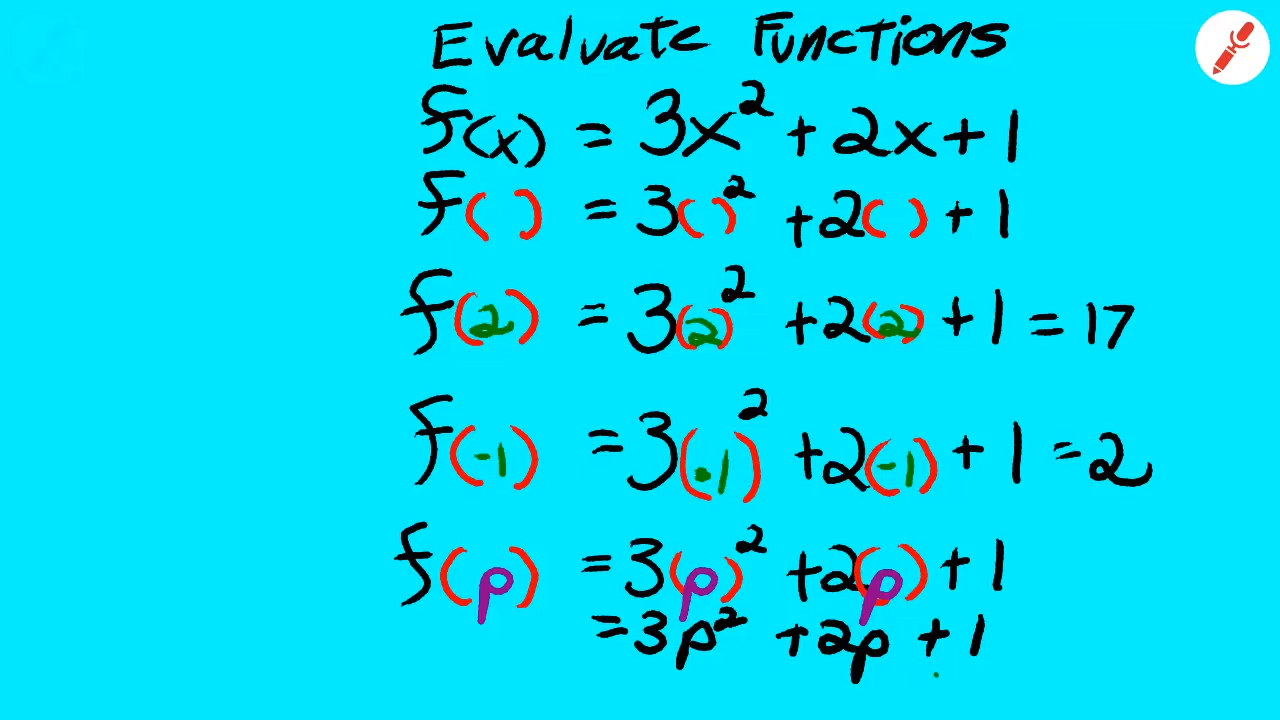 Evaluate Functions
f(x) = 3x² + 2x + 1
f( ) = 3( )² + 2( ) + 1
f(2) = 3(2)² + 2(2) + 1 = 17
f(-1) = 3(-1)² + 2(-1) + 1 = 2
f(p) = 3(p)² + 2(p) + 1
= 3p² + 2p + 1